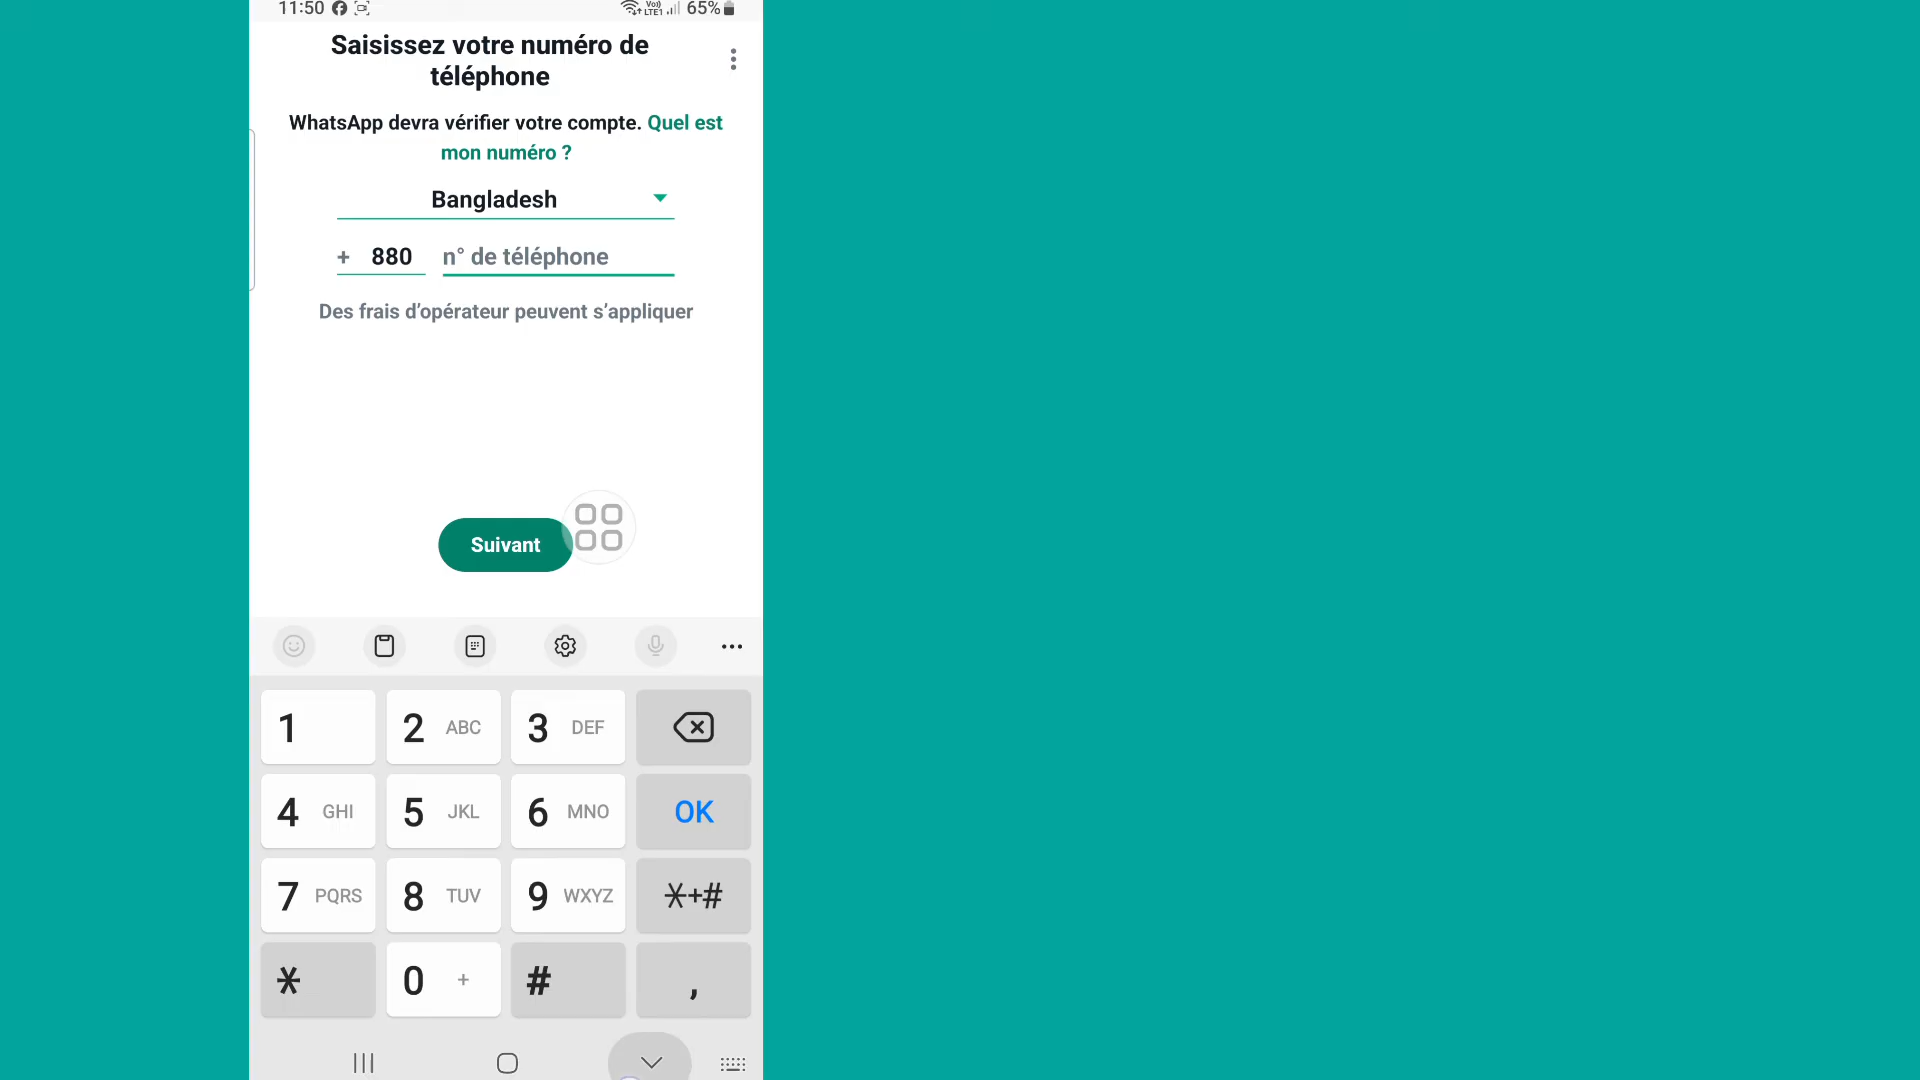 11:50 65%
Saisissez votre numéro de
téléphone
WhatsApp devra vérifier votre compte. Quel est
mon numéro ?
Bangladesh
+ 880 n° de téléphone
Des frais d’opérateur peuvent s’appliquer
Suivant
1 2 ABC 3 DEF
4 GHI 5 JKL 6 MNO OK
7 PQRS 8 TUV 9 WXYZ *+#
* 0 + # ,